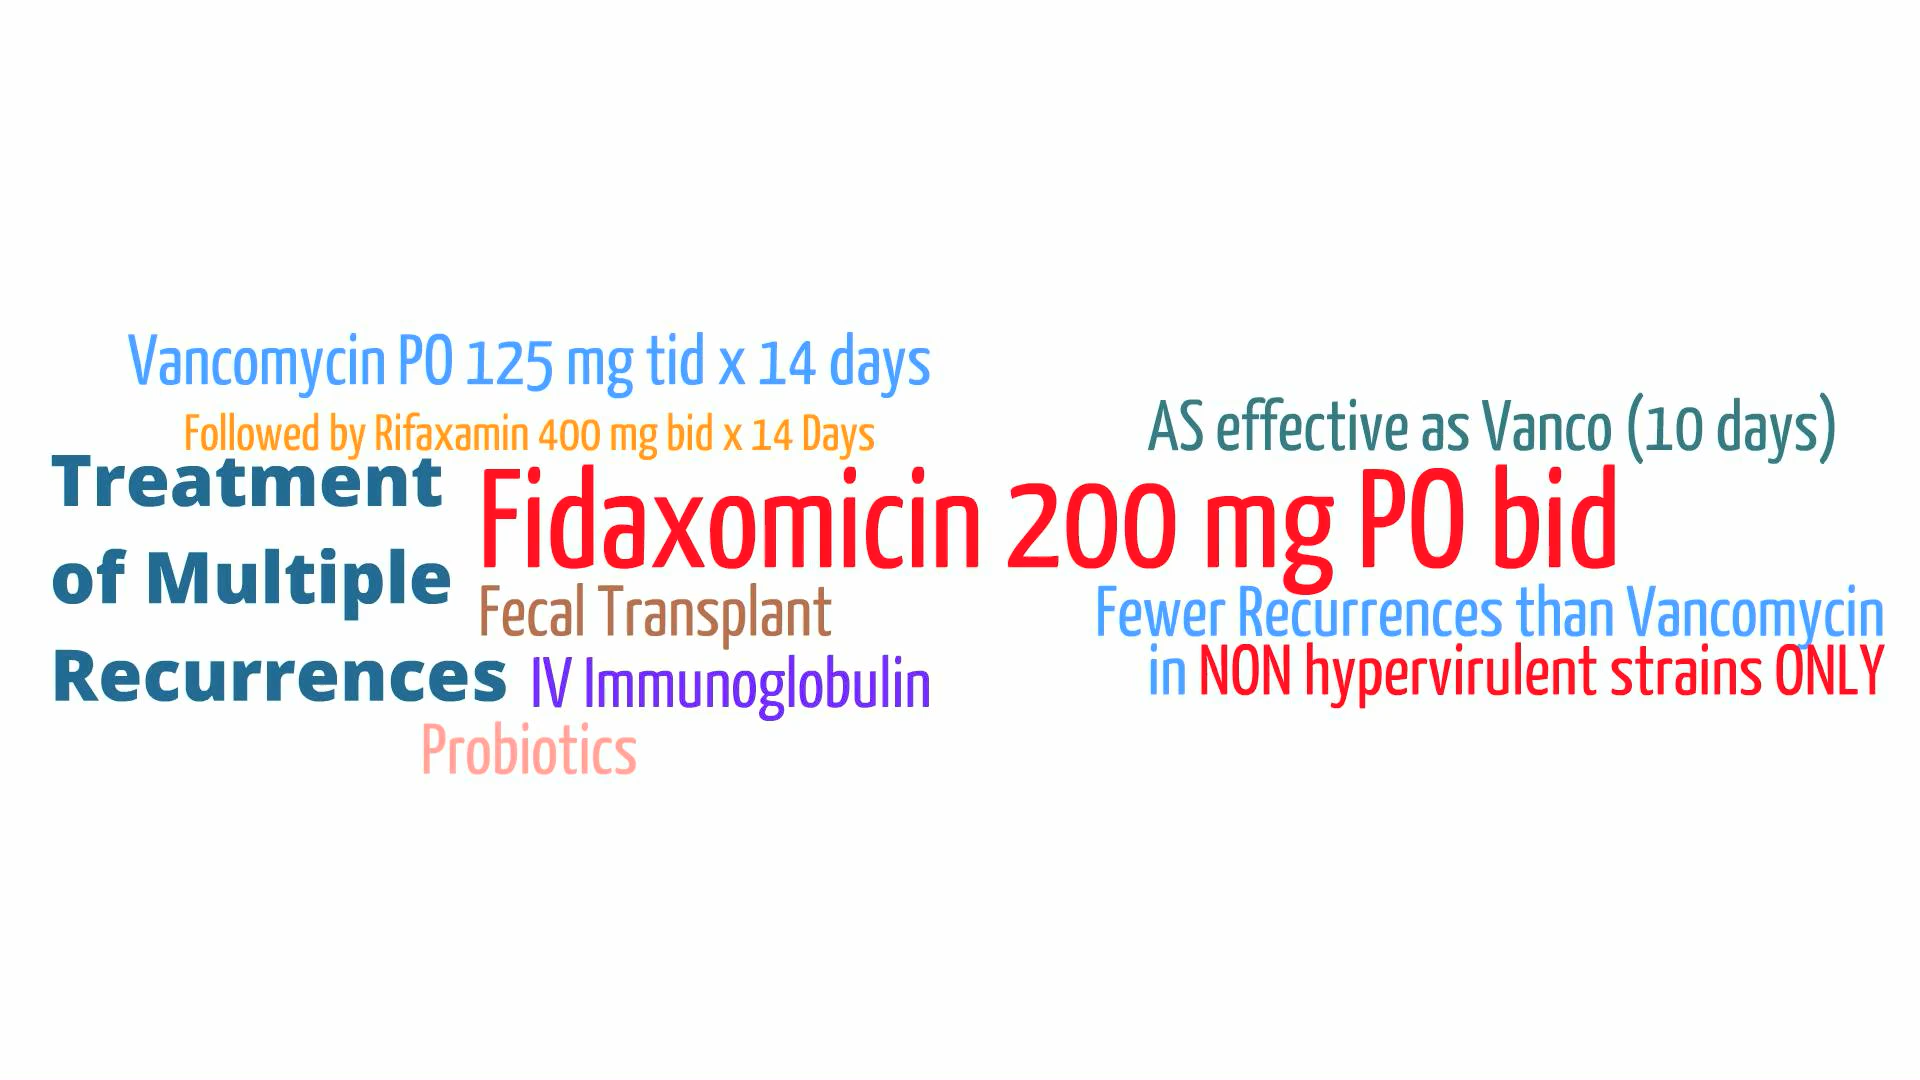 Treatment
of Multiple
Recurrences
Vancomycin PO 125 mg tid x 14 days
Followed by Rifaxamin 400 mg bid x 14 Days
Fidaxomicin 200 mg PO bid
AS effective as Vanco (10 days)
Fewer Recurrences than Vancomycin
in NON hypervirulent strains ONLY
Fecal Transplant
IV Immunoglobulin
Probiotics